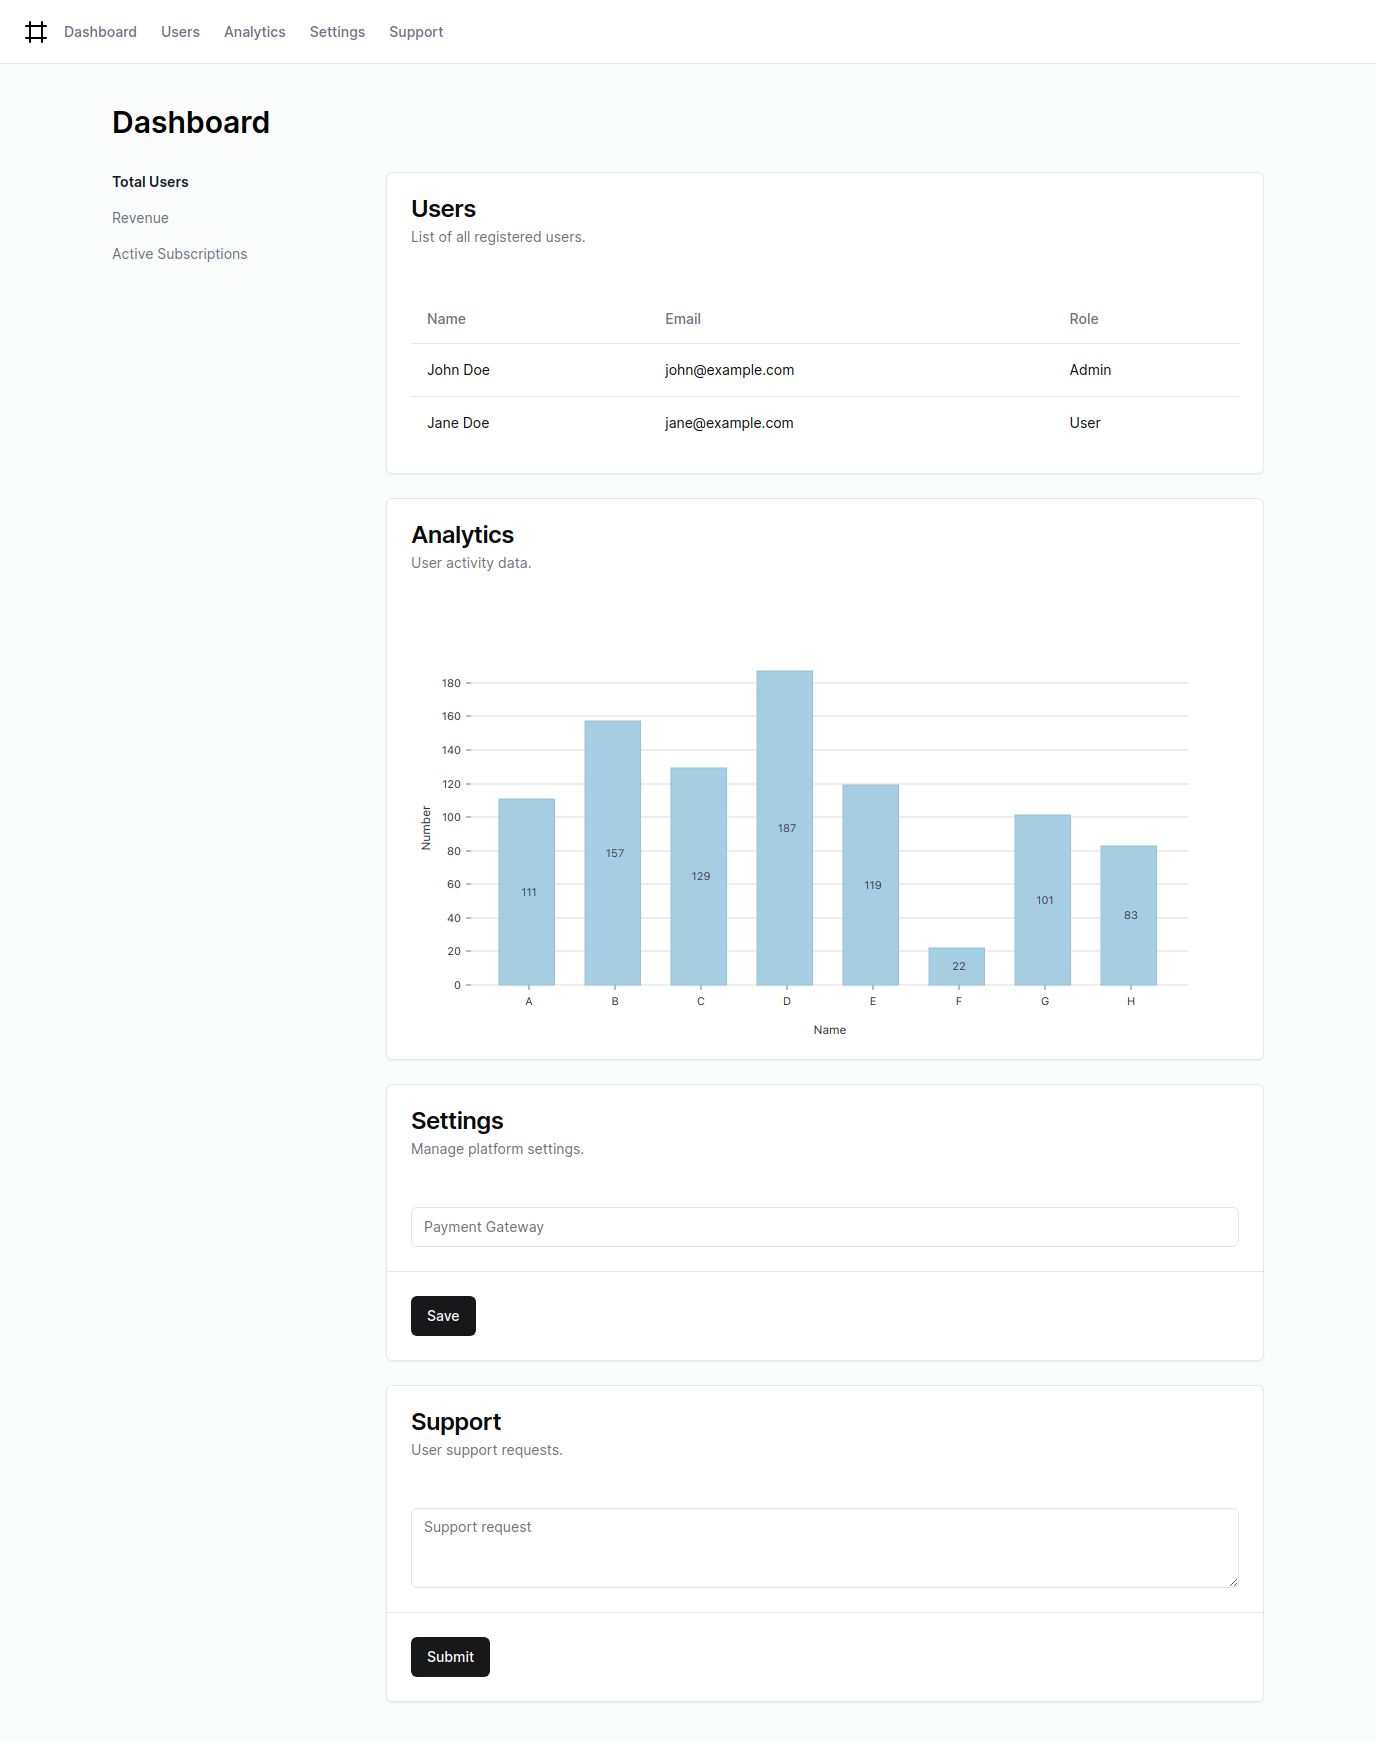 Dashboard Users Analytics Settings Support
Dashboard
Total Users
Revenue
Active Subscriptions
Users
List of all registered users.
Name Email Role
John Doe john@example.com Admin
Jane Doe jane@example.com User
Analytics
User activity data.
180
160
140
120
100
80
60
40
20
0
Number
111
157
129
187
119
22
101
83
A B C D E F G H
Name
Settings
Manage platform settings.
Payment Gateway
Save
Support
User support requests.
Support request
Submit